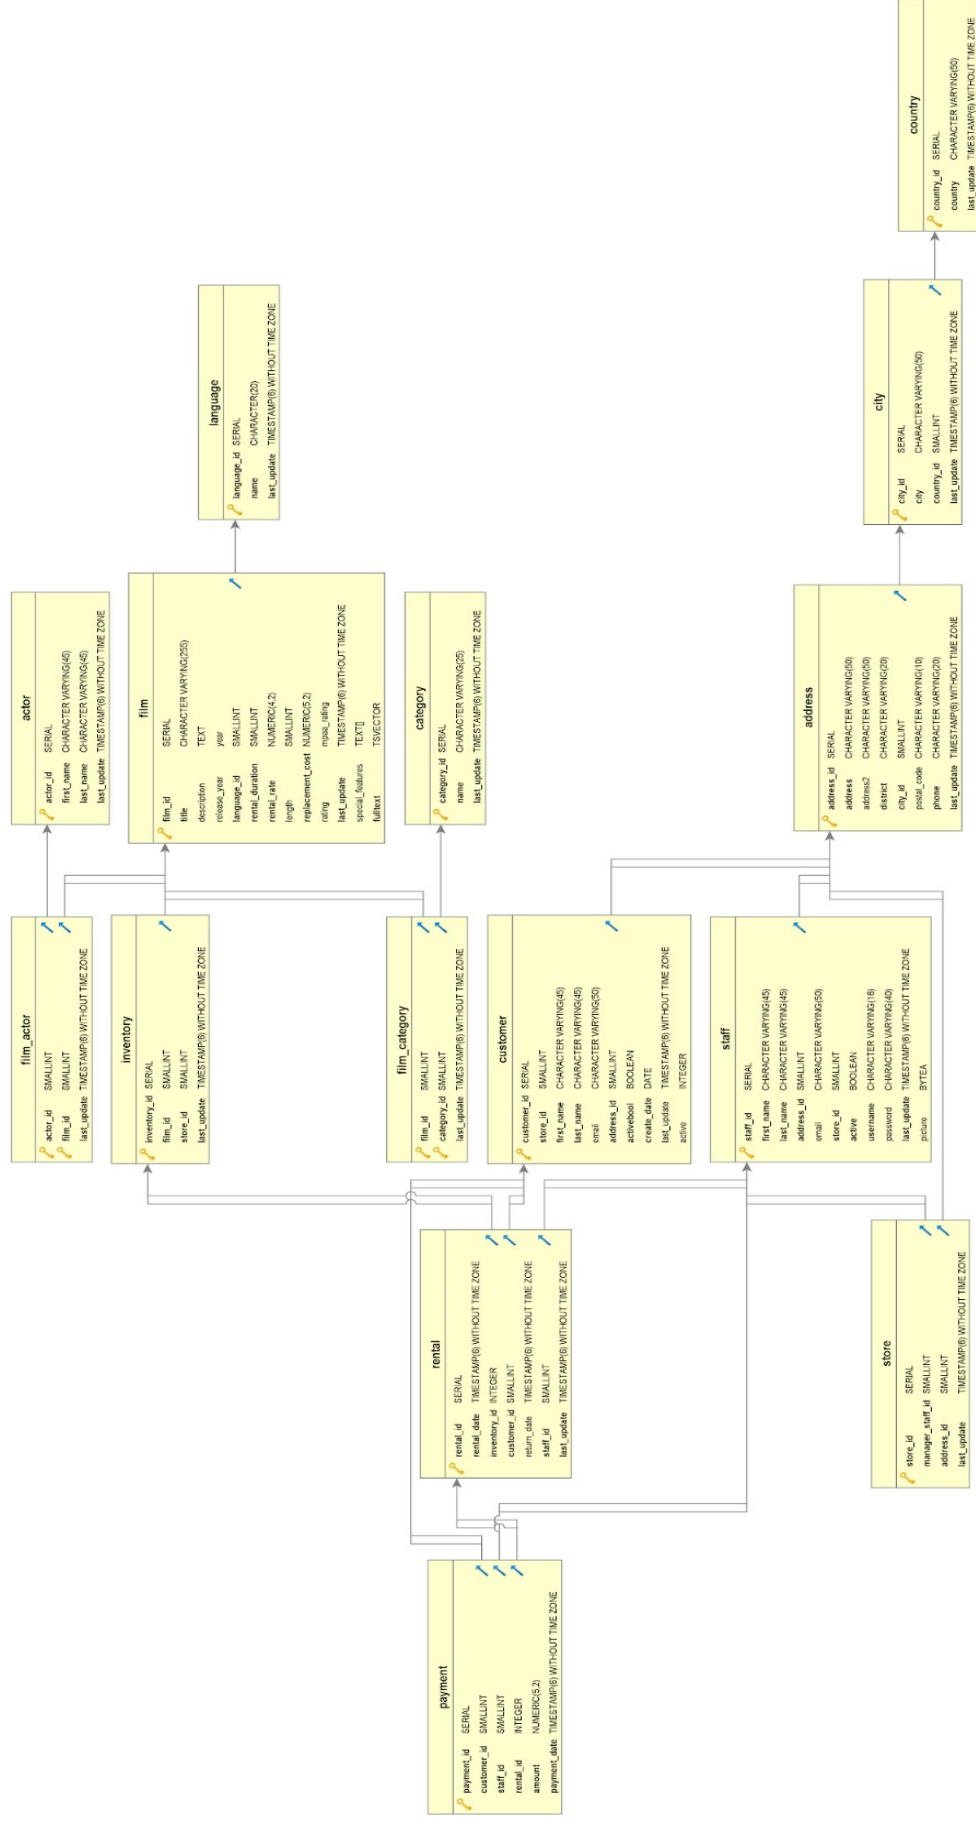 payment
payment_id SERIAL
customer_id SMALLINT
staff_id SMALLINT
rental_id INTEGER
amount NUMERIC(5,2)
payment_date TIMESTAMP(6) WITHOUT TIME ZONE
rental
rental_id SERIAL
rental_date TIMESTAMP(6) WITHOUT TIME ZONE
inventory_id INTEGER
customer_id SMALLINT
return_date TIMESTAMP(6) WITHOUT TIME ZONE
staff_id SMALLINT
last_update TIMESTAMP(6) WITHOUT TIME ZONE
store
store_id SERIAL
manager_staff_id SMALLINT
address_id SMALLINT
last_update TIMESTAMP(6) WITHOUT TIME ZONE
film_actor
actor_id SMALLINT
film_id SMALLINT
last_update TIMESTAMP(6) WITHOUT TIME ZONE
inventory
inventory_id SERIAL
film_id SMALLINT
store_id SMALLINT
last_update TIMESTAMP(6) WITHOUT TIME ZONE
film_category
film_id SMALLINT
category_id SMALLINT
last_update TIMESTAMP(6) WITHOUT TIME ZONE
customer
customer_id SERIAL
store_id SMALLINT
first_name CHARACTER VARYING(45)
last_name CHARACTER VARYING(45)
email CHARACTER VARYING(50)
address_id SMALLINT
activebool BOOLEAN
create_date DATE
last_update TIMESTAMP(6) WITHOUT TIME ZONE
active INTEGER
staff
staff_id SERIAL
first_name CHARACTER VARYING(45)
last_name CHARACTER VARYING(45)
address_id SMALLINT
email CHARACTER VARYING(50)
store_id SMALLINT
active BOOLEAN
username CHARACTER VARYING(16)
password CHARACTER VARYING(40)
last_update TIMESTAMP(6) WITHOUT TIME ZONE
picture BYTEA
actor
actor_id SERIAL
first_name CHARACTER VARYING(45)
last_name CHARACTER VARYING(45)
last_update TIMESTAMP(6) WITHOUT TIME ZONE
film
film_id SERIAL
title CHARACTER VARYING(255)
description TEXT
release_year year
language_id SMALLINT
rental_duration SMALLINT
rental_rate NUMERIC(4,2)
length SMALLINT
replacement_cost NUMERIC(5,2)
rating mpaa_rating
last_update TIMESTAMP(6) WITHOUT TIME ZONE
special_features TEXT[]
fulltext TSVECTOR
category
category_id SERIAL
name CHARACTER VARYING(25)
last_update TIMESTAMP(6) WITHOUT TIME ZONE
address
address_id SERIAL
address CHARACTER VARYING(50)
address2 CHARACTER VARYING(50)
district CHARACTER VARYING(20)
city_id SMALLINT
postal_code CHARACTER VARYING(10)
phone CHARACTER VARYING(20)
last_update TIMESTAMP(6) WITHOUT TIME ZONE
language
language_id SERIAL
name CHARACTER(20)
last_update TIMESTAMP(6) WITHOUT TIME ZONE
city
city_id SERIAL
city CHARACTER VARYING(50)
country_id SMALLINT
last_update TIMESTAMP(6) WITHOUT TIME ZONE
country
country_id SERIAL
country CHARACTER VARYING(50)
last_update TIMESTAMP(6) WITHOUT TIME ZONE